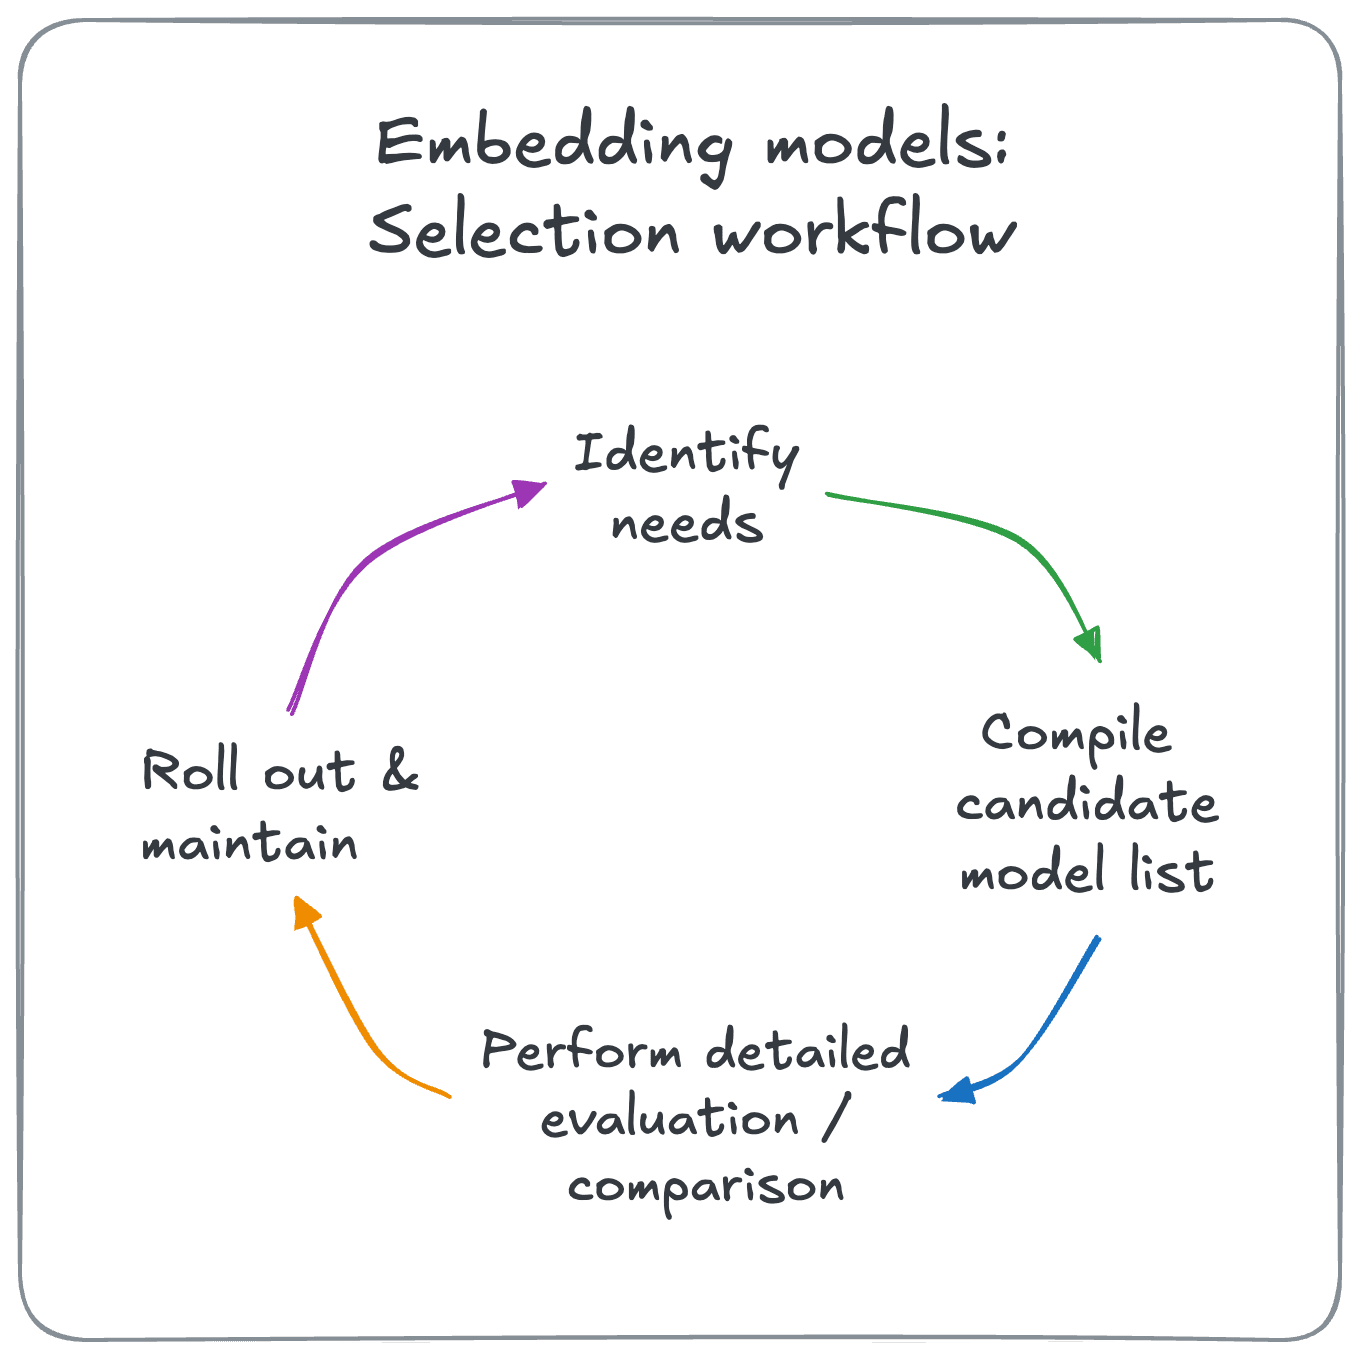 Embedding models:
Selection workflow
Identify
needs
Compile
candidate
model list
Perform detailed
evaluation /
comparison
Roll out &
maintain